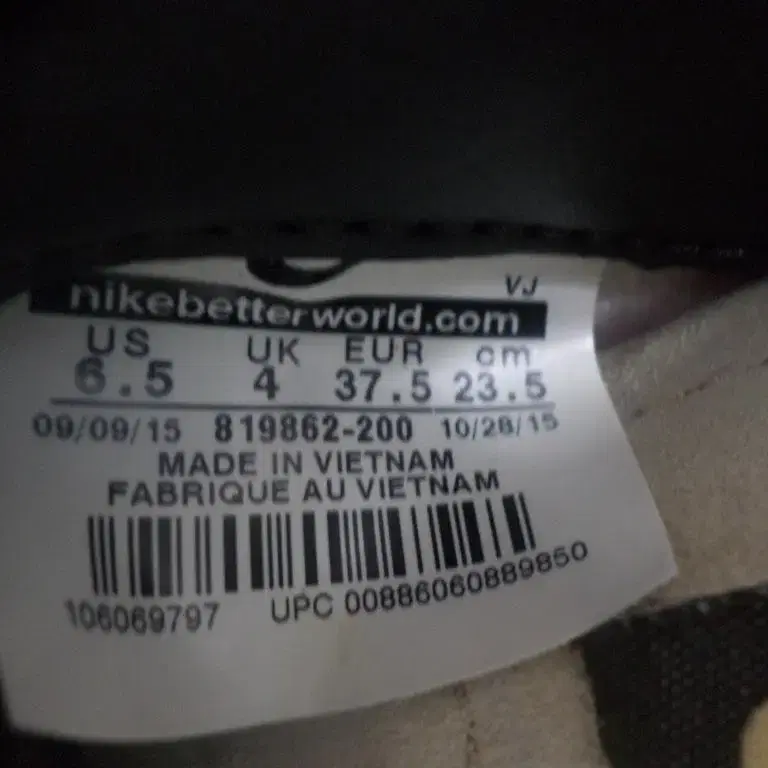 VJ
nikebetterworld.com
US UK EUR cm
6.5 4 37.5 23.5
09/09/15 819862-200 10/28/15
MADE IN VIETNAM
FABRIQUE AU VIETNAM
106069797 UPC 00886060889850